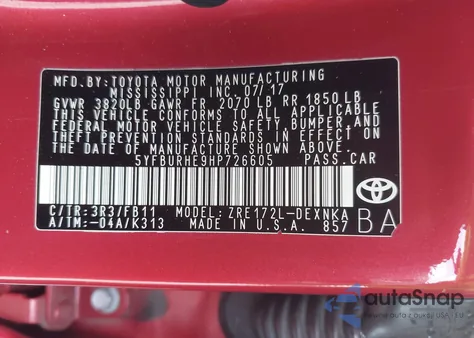 MFD.BY:TOYOTA MOTOR MANUFACTURING
MISSISSIPPI INC. 07/17
GVWR 3820LB GAWR FR 2070 LB RR 1850 LB
THIS VEHICLE CONFORMS TO ALL APPLICABLE
FEDERAL MOTOR VEHICLE SAFETY, BUMPER, AND
THEFT PREVENTION STANDARDS IN EFFECT ON
THE DATE OF MANUFACTURE SHOWN ABOVE.
5YFBURHE9HP726605 PASS.CAR
C/TR:3R3/FB11 MODEL:ZRE172L-DEXNKA
A/TM:-04A/K313 MADE IN U.S.A. 857
BA
TOYOTA
autoSnap